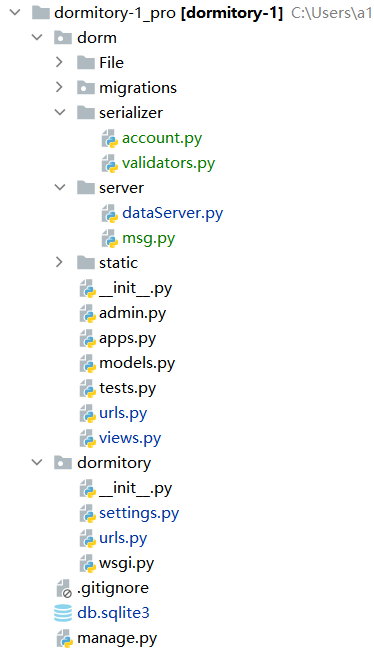 dormitory-1_pro [dormitory-1] C:\Users\a1
dorm
File
migrations
serializer
account.py
validators.py
server
dataServer.py
msg.py
static
__init__.py
admin.py
apps.py
models.py
tests.py
urls.py
views.py
dormitory
__init__.py
settings.py
urls.py
wsgi.py
.gitignore
db.sqlite3
manage.py